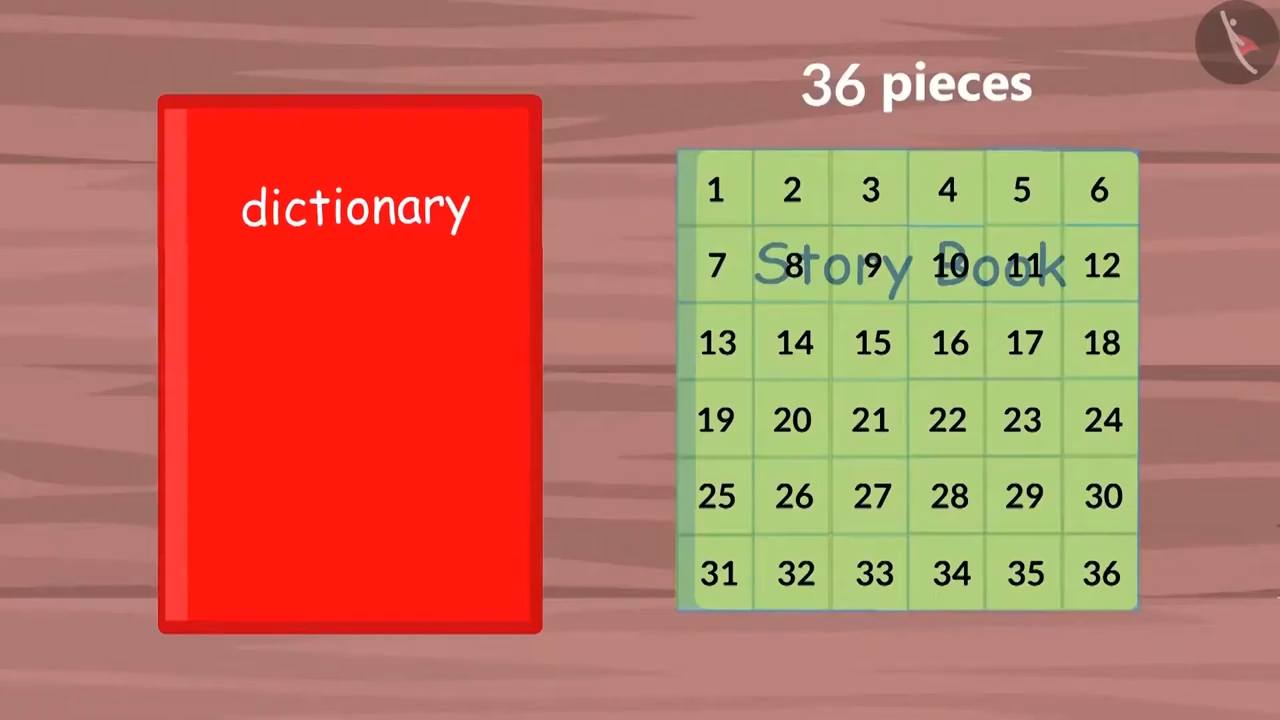 36 pieces
dictionary
Story Book
1 2 3 4 5 6
7 8 9 10 11 12
13 14 15 16 17 18
19 20 21 22 23 24
25 26 27 28 29 30
31 32 33 34 35 36